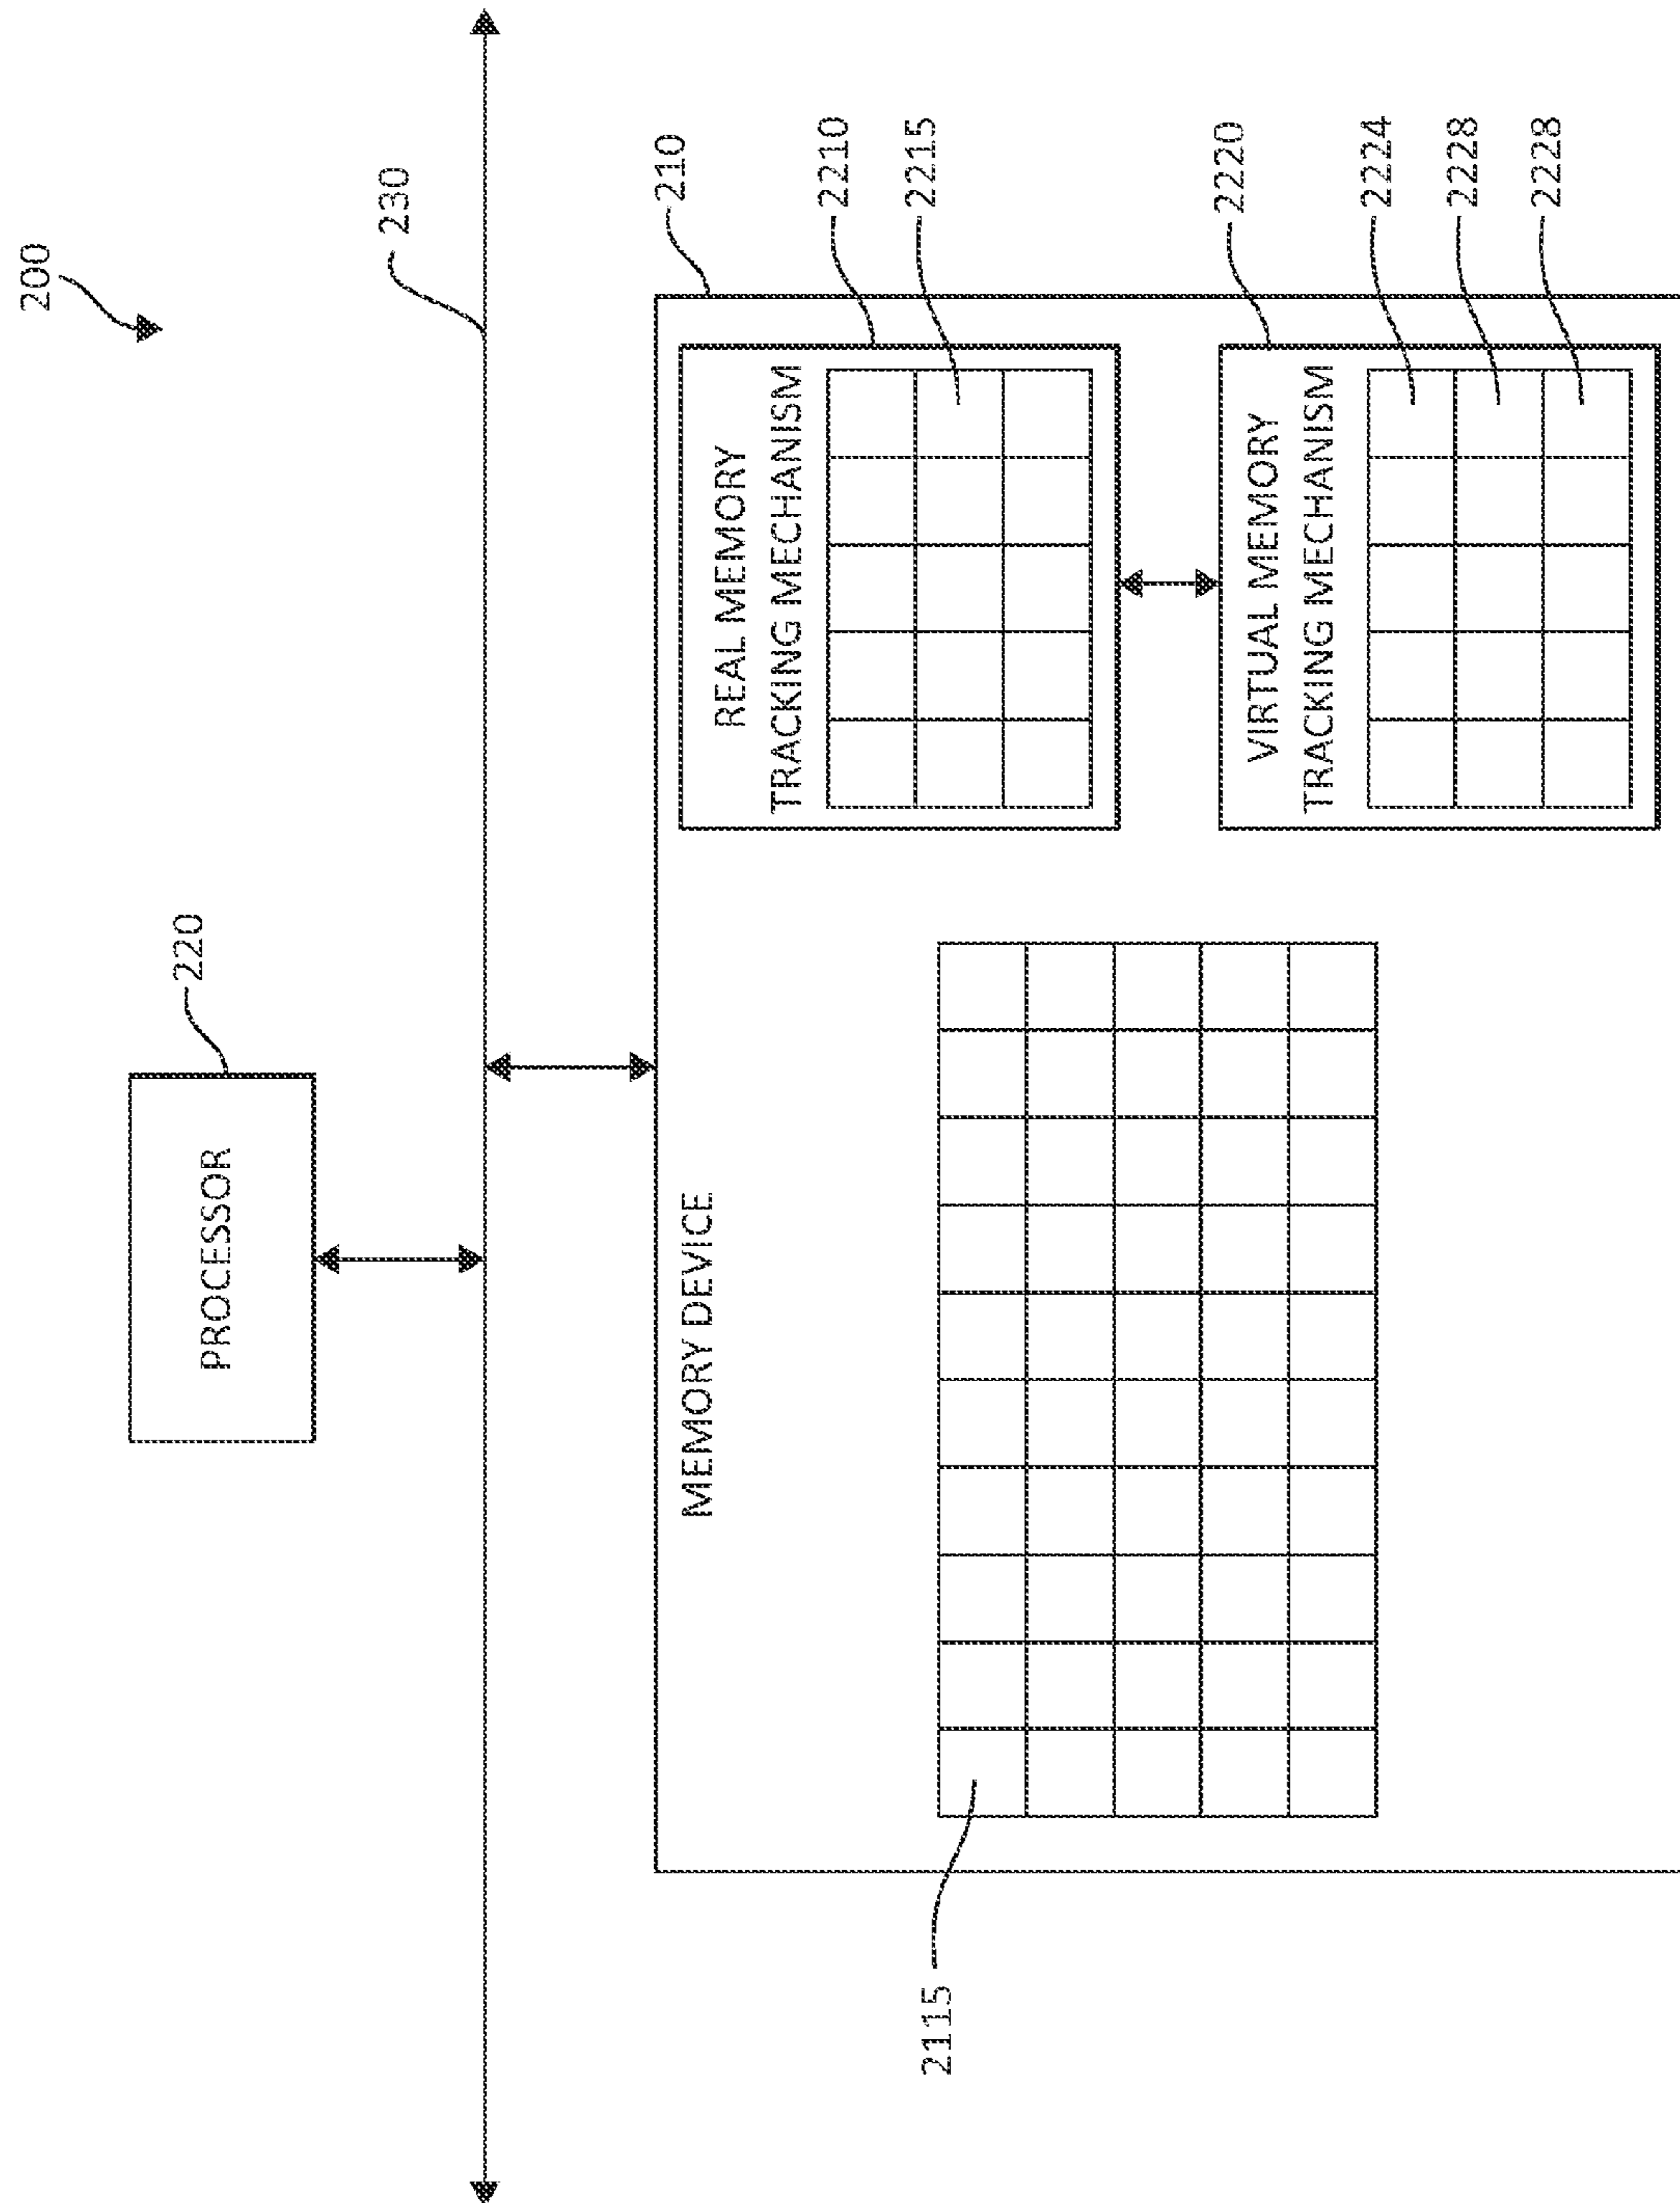 200
230
PROCESSOR
220
MEMORY DEVICE
210
REAL MEMORY
TRACKING MECHANISM
2210
2215
2115
VIRTUAL MEMORY
TRACKING MECHANISM
2220
2224
2228
2228